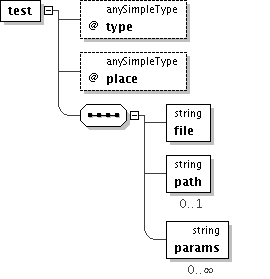 test
anySimpleType
@ type
anySimpleType
@ place
string
file
string
path
0..1
string
params
0..∞